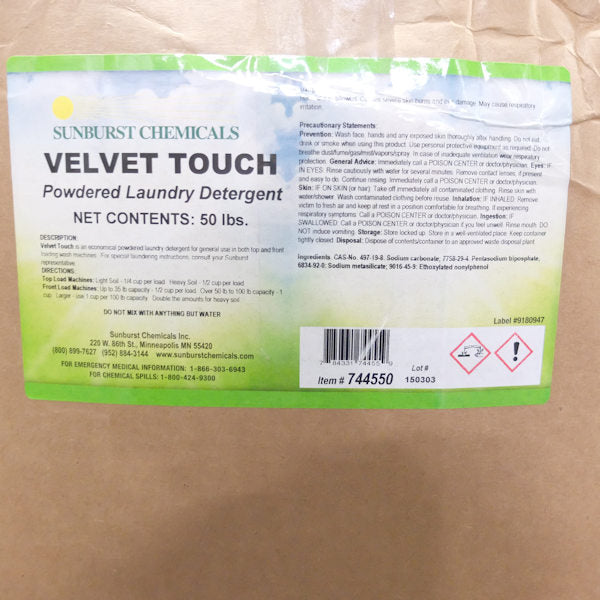 SUNBURST CHEMICALS
VELVET TOUCH
Powdered Laundry Detergent
NET CONTENTS: 50 lbs.
DESCRIPTION:
Velvet Touch is an economical powdered laundry detergent for general use in both top and front
loading wash machines. For special laundering instructions, consult your Sunburst
representative.
DIRECTIONS:
Top Load Machines: Light Soil - 1/4 cup per load Heavy Soil - 1/2 cup per load
Front Load Machines: Up to 35 lb capacity - 1/2 cup per load. Over 50 lb to 100 lb capacity - 1
cup. Larger - use 1 cup per 100 lb capacity. Double the amounts for heavy soil
DO NOT MIX WITH ANYTHING BUT WATER
Sunburst Chemicals Inc.
220 W. 86th St., Minneapolis MN 55420
(800) 899-7627 (952) 884-3144 www.sunburstchemicals.com
FOR EMERGENCY MEDICAL INFORMATION: 1-866-303-6943
FOR CHEMICAL SPILLS: 1-800-424-9300
severe skin burns and eye damage. May cause respiratory
irritation.
Precautionary Statements:
Prevention: Wash face, hands and any exposed skin thoroughly after handling. Do not eat,
drink or smoke when using this product. Use personal protective equipment as required. Do not
breathe dust/fume/gas/mist/vapors/spray. In case of inadequate ventilation wear respiratory
protection. General Advice: Immediately call a POISON CENTER or doctor/physician. Eyes: IF
IN EYES: Rinse cautiously with water for several minutes. Remove contact lenses, if present
and easy to do. Continue rinsing. Immediately call a POISON CENTER or doctor/physician.
Skin: IF ON SKIN (or hair): Take off immediately all contaminated clothing. Rinse skin with
water/shower. Wash contaminated clothing before reuse. Inhalation: IF INHALED: Remove
victim to fresh air and keep at rest in a position comfortable for breathing. If experiencing
respiratory symptoms: Call a POISON CENTER or doctor/physician. Ingestion: IF
SWALLOWED: Call a POISON CENTER or doctor/physician if you feel unwell. Rinse mouth. DO
NOT induce vomiting. Storage: Store locked up. Store in a well-ventilated place. Keep container
tightly closed. Disposal: Dispose of contents/container to an approved waste disposal plant.
Ingredients: CAS-No. 497-19-8, Sodium carbonate; 7758-29-4, Pentasodium triposphate,
6834-92-0; Sodium metasilicate; 9016-45-9; Ethoxylated nonylphenol
Label #9180947
7 84331 74455 9
Item # 744550
Lot #
150303